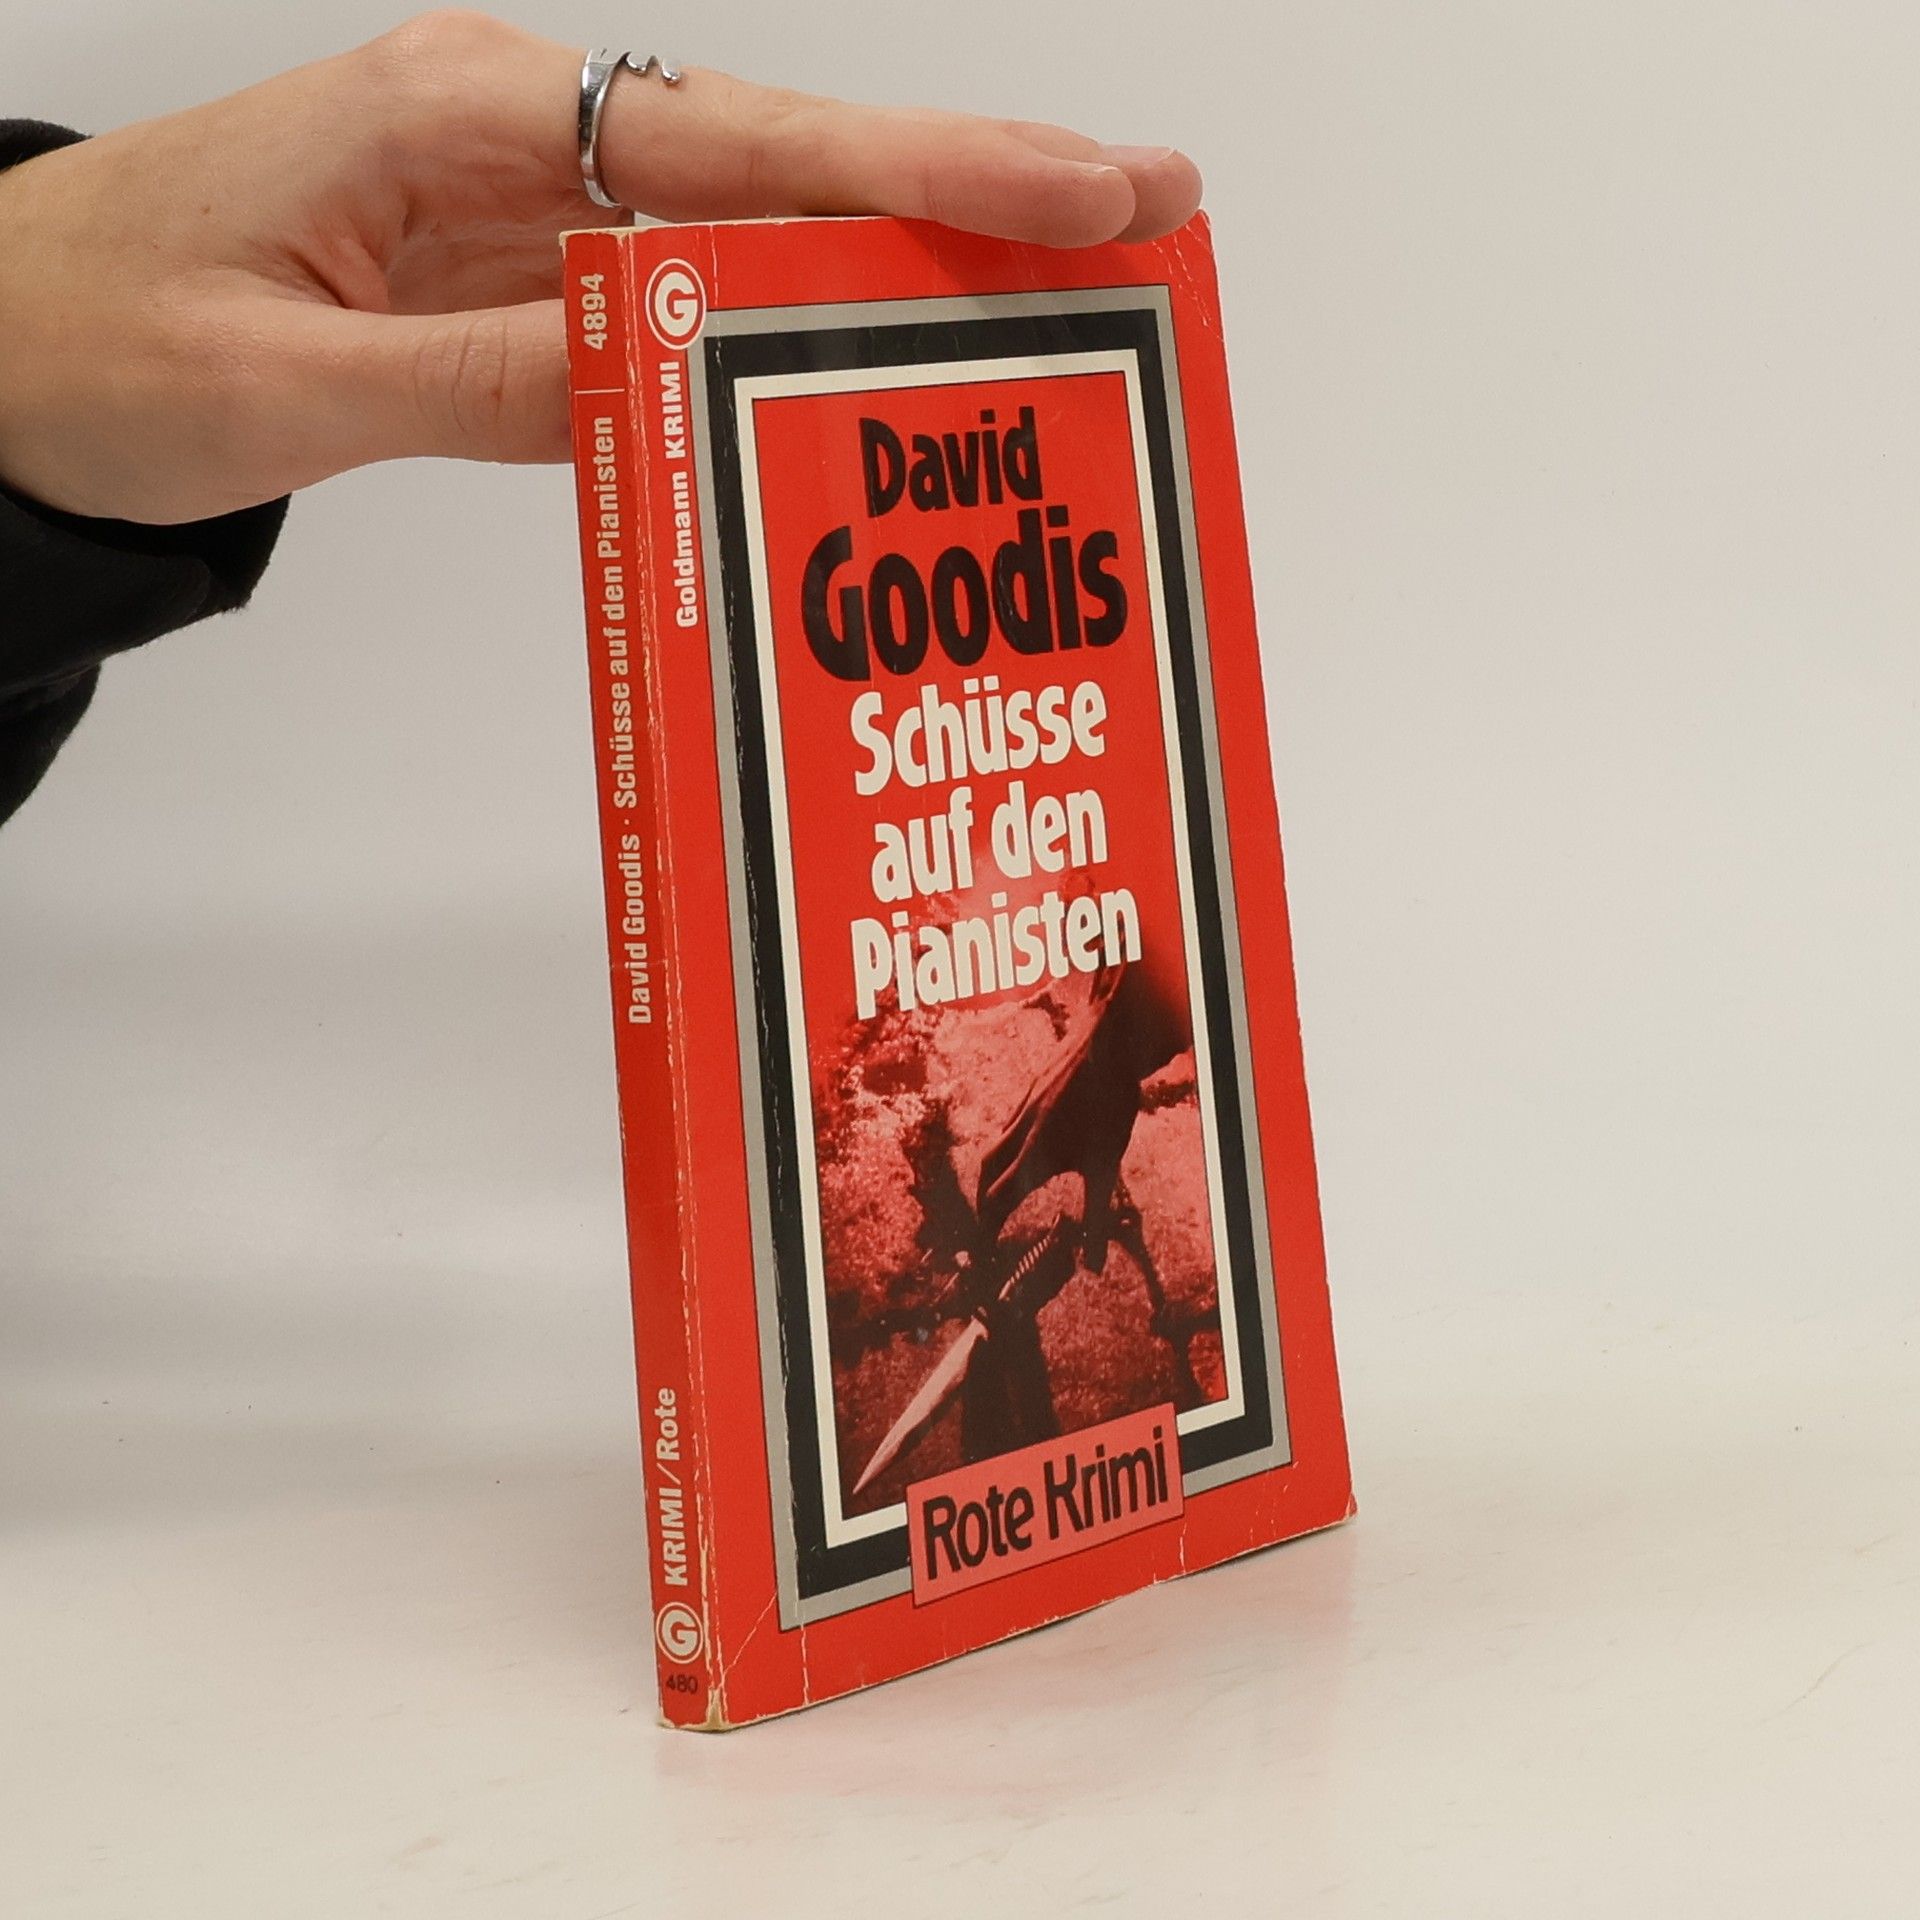 4894
David Goodis · Schüsse auf den Pianisten
KRIMI/Rote
G
480
G
Goldmann KRIMI
David
Goodis
Schüsse
auf den
Pianisten
Rote Krimi